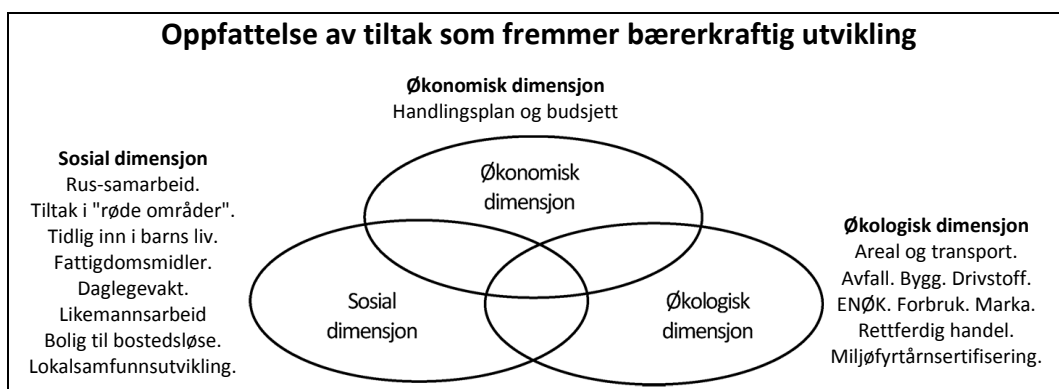 Oppfattelse av tiltak som fremmer bærerkraftig utvikling
Økonomisk dimensjon
Handlingsplan og budsjett
Sosial dimensjon
Rus-samarbeid.
Tiltak i "røde områder".
Tidlig inn i barns liv.
Fattigdomsmidler.
Daglegevakt.
Likemannsarbeid
Bolig til bostedsløse.
Lokalsamfunnsutvikling.
Økonomisk
dimensjon
Sosial
dimensjon
Økologisk
dimensjon
Økologisk dimensjon
Areal og transport.
Avfall. Bygg. Drivstoff.
ENØK. Forbruk. Marka.
Rettferdig handel.
Miljøfyrtårnsertifisering.